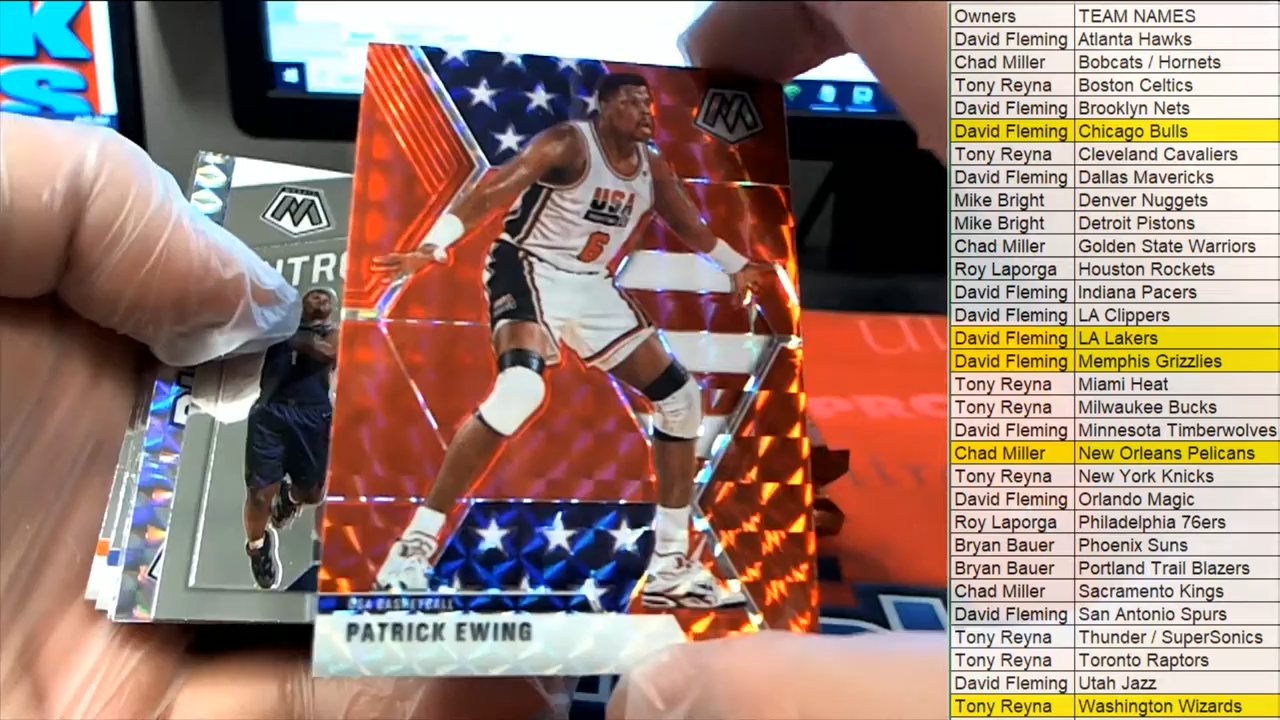 K
S
INTRO
USA
6
USA BASKETBALL
PATRICK EWING
Owners TEAM NAMES
David Fleming Atlanta Hawks
Chad Miller Bobcats / Hornets
Tony Reyna Boston Celtics
David Fleming Brooklyn Nets
David Fleming Chicago Bulls
Tony Reyna Cleveland Cavaliers
David Fleming Dallas Mavericks
Mike Bright Denver Nuggets
Mike Bright Detroit Pistons
Chad Miller Golden State Warriors
Roy Laporga Houston Rockets
David Fleming Indiana Pacers
David Fleming LA Clippers
David Fleming LA Lakers
David Fleming Memphis Grizzlies
Tony Reyna Miami Heat
Tony Reyna Milwaukee Bucks
David Fleming Minnesota Timberwolves
Chad Miller New Orleans Pelicans
Tony Reyna New York Knicks
David Fleming Orlando Magic
Roy Laporga Philadelphia 76ers
Bryan Bauer Phoenix Suns
Bryan Bauer Portland Trail Blazers
Chad Miller Sacramento Kings
David Fleming San Antonio Spurs
Tony Reyna Thunder / SuperSonics
Tony Reyna Toronto Raptors
David Fleming Utah Jazz
Tony Reyna Washington Wizards